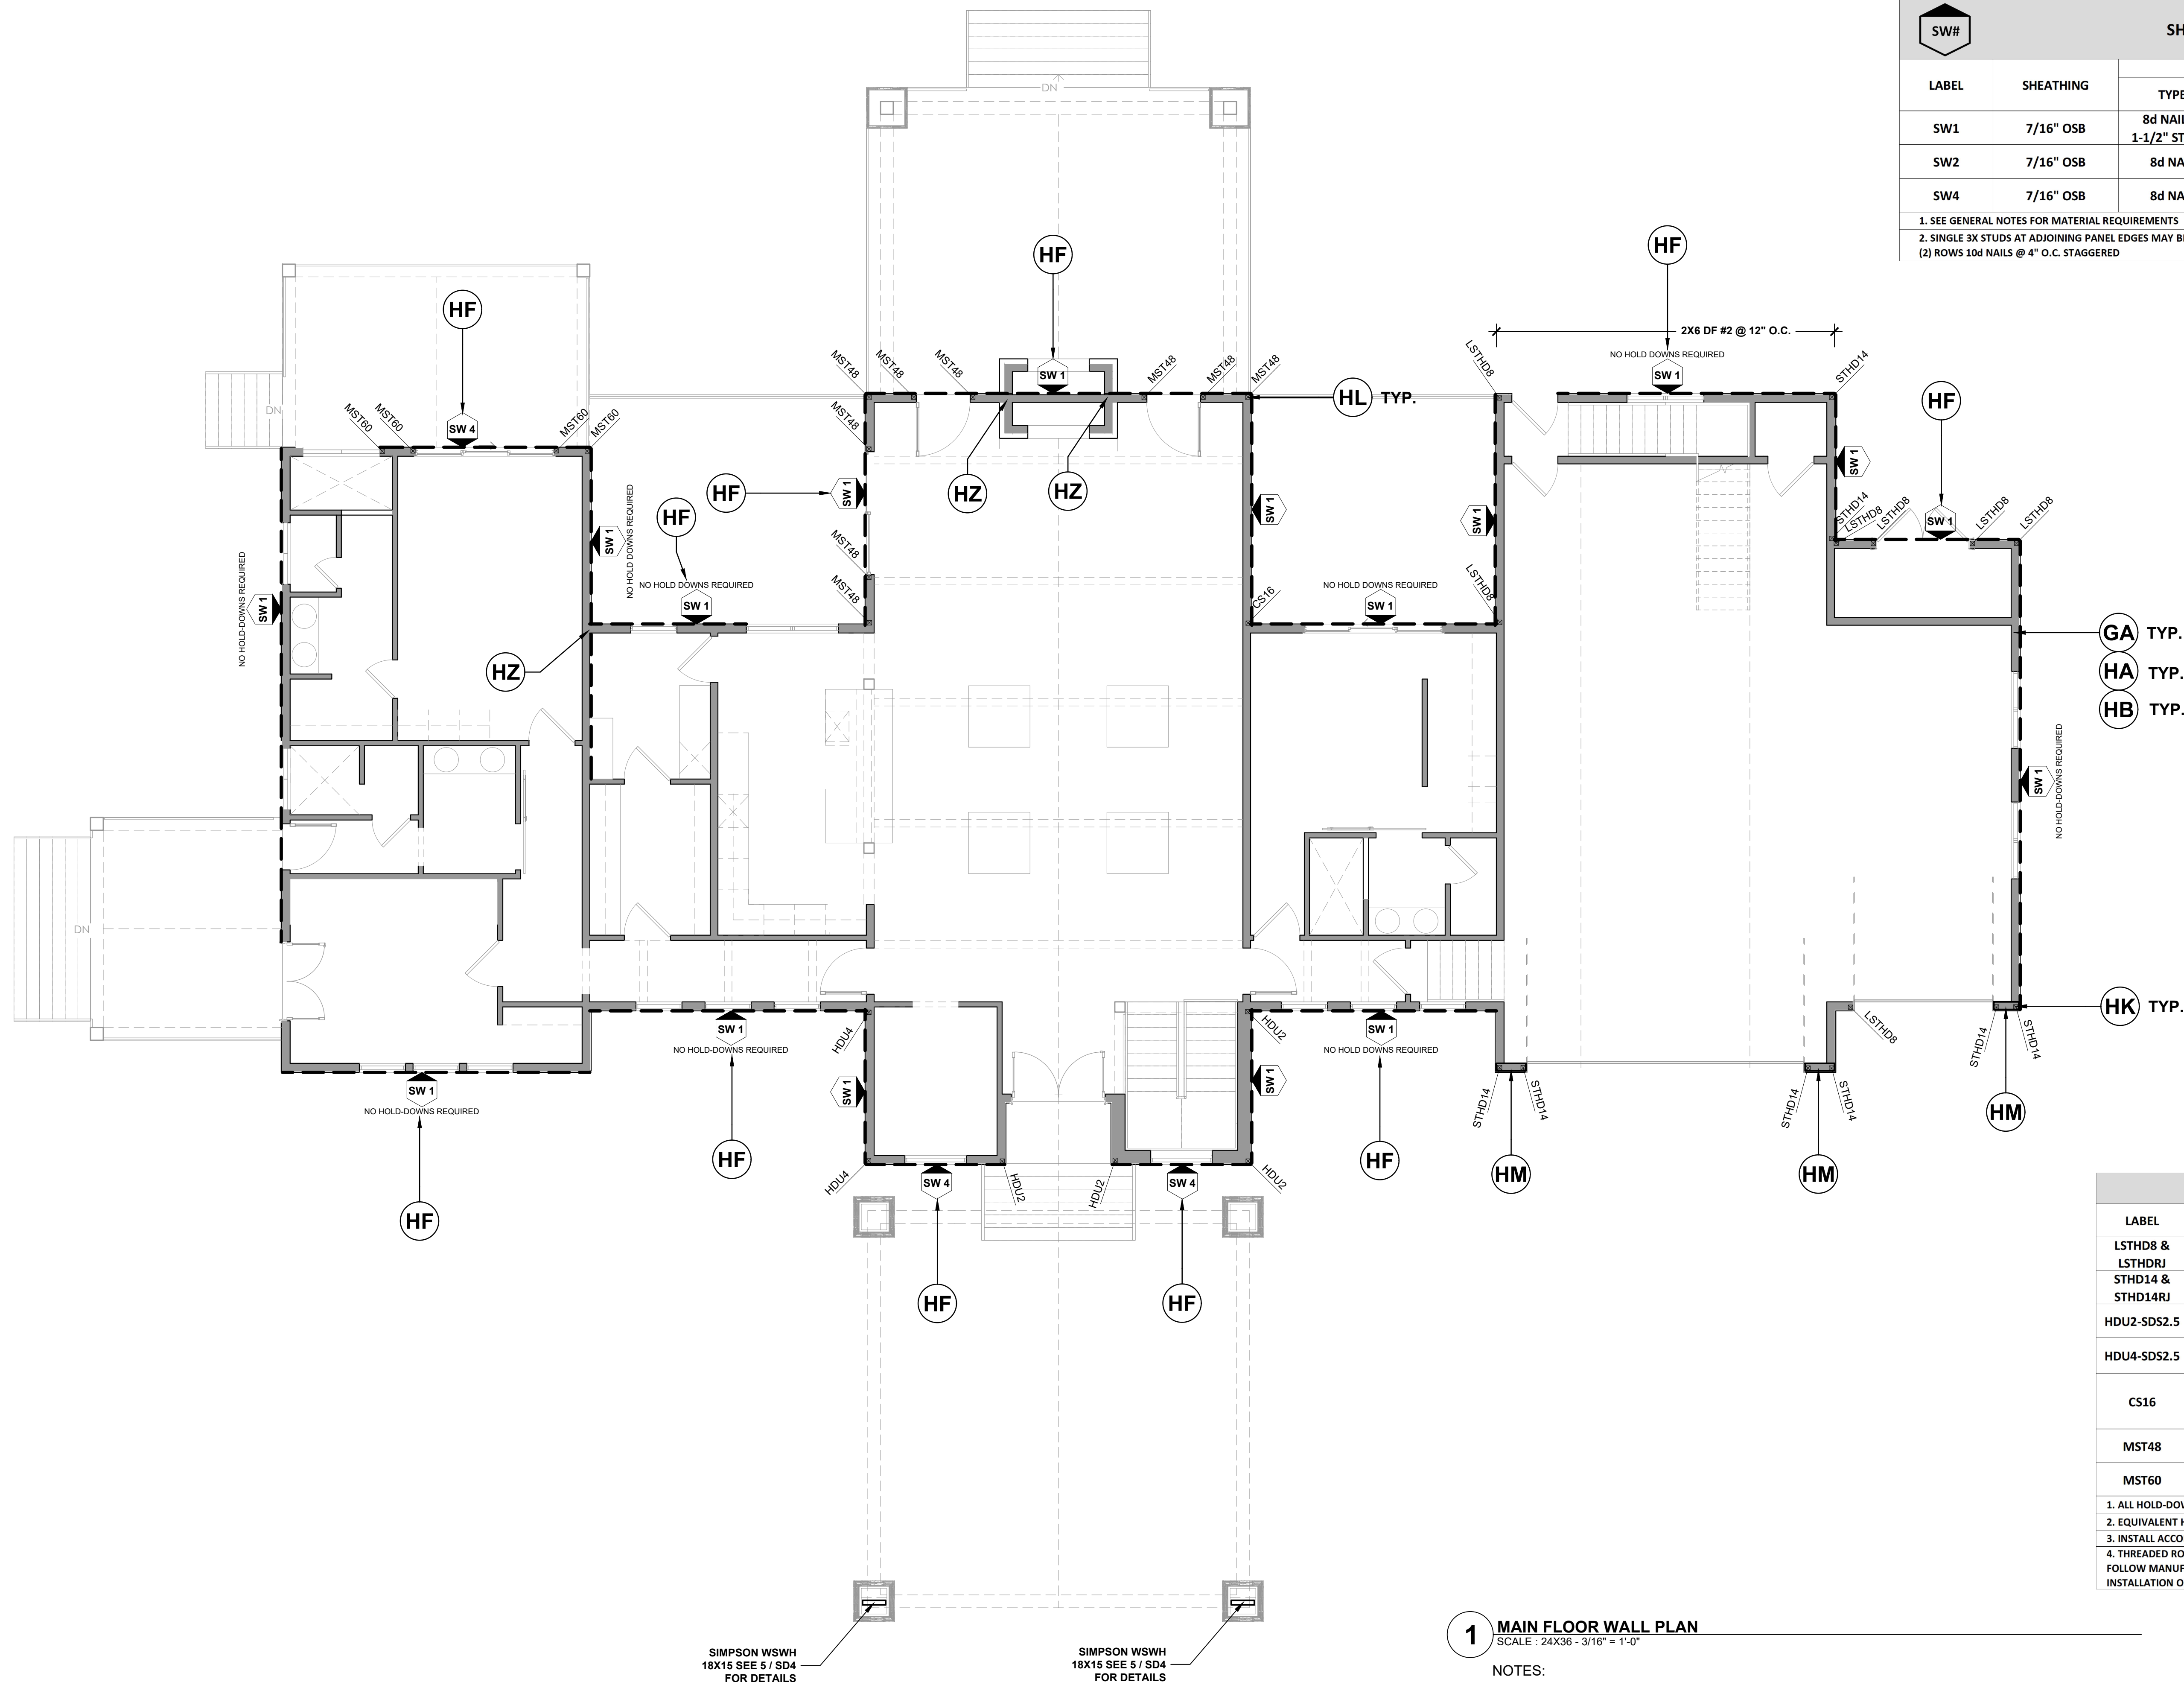 SW#
SH
LABEL
SHEATHING
TYPE
SW1
7/16" OSB
8d NAIL
1-1/2" ST
SW2
7/16" OSB
8d NA
SW4
7/16" OSB
8d NA
1. SEE GENERAL NOTES FOR MATERIAL REQUIREMENTS
2. SINGLE 3X STUDS AT ADJOINING PANEL EDGES MAY B
(2) ROWS 10d NAILS @ 4" O.C. STAGGERED
DN
HF
HF
HF
2X6 DF #2 @ 12" O.C.
NO HOLD DOWNS REQUIRED
SW 1
LSTHD8
STHD14
MST48
MST48
MST48
SW 1
MST48
MST48
MST48
HL TYP.
HF
DN
MST60
MST60
SW 4
MST60
MST60
MST48
SW 1
STHD14
LSTHD8
LSTHD8
SW 1
LSTHD8
LSTHD8
HF
HF
SW 1
HZ
HZ
SW 1
SW 1
SW 1
NO HOLD DOWNS REQUIRED
MST48
NO HOLD DOWNS REQUIRED
SW 1
MST48
CS16
NO HOLD DOWNS REQUIRED
SW 1
LSTHD8
NO HOLD-DOWNS REQUIRED
SW 1
HZ
GA TYP.
HA TYP.
HB TYP.
SW 1
NO HOLD-DOWNS REQUIRED
DN
HK TYP.
SW 1
NO HOLD-DOWNS REQUIRED
HDU4
HDU2
SW 1
NO HOLD DOWNS REQUIRED
LSTHD8
STHD14
STHD14
SW 1
NO HOLD-DOWNS REQUIRED
SW 1
SW 1
STHD14
STHD14
STHD14
STHD14
HM
HF
HF
HF
HM
HM
HDU4
SW 4
HDU2
HDU2
SW 4
HDU2
HF
HF
LABEL
LSTHD8 &
LSTHDRJ
STHD14 &
STHD14RJ
HDU2-SDS2.5
HDU4-SDS2.5
CS16
MST48
MST60
1. ALL HOLD-DOW
2. EQUIVALENT H
3. INSTALL ACCO
4. THREADED RO
FOLLOW MANUF
INSTALLATION O
SIMPSON WSWH
18X15 SEE 5 / SD4
FOR DETAILS
SIMPSON WSWH
18X15 SEE 5 / SD4
FOR DETAILS
1 MAIN FLOOR WALL PLAN
SCALE : 24X36 - 3/16" = 1'-0"
NOTES: